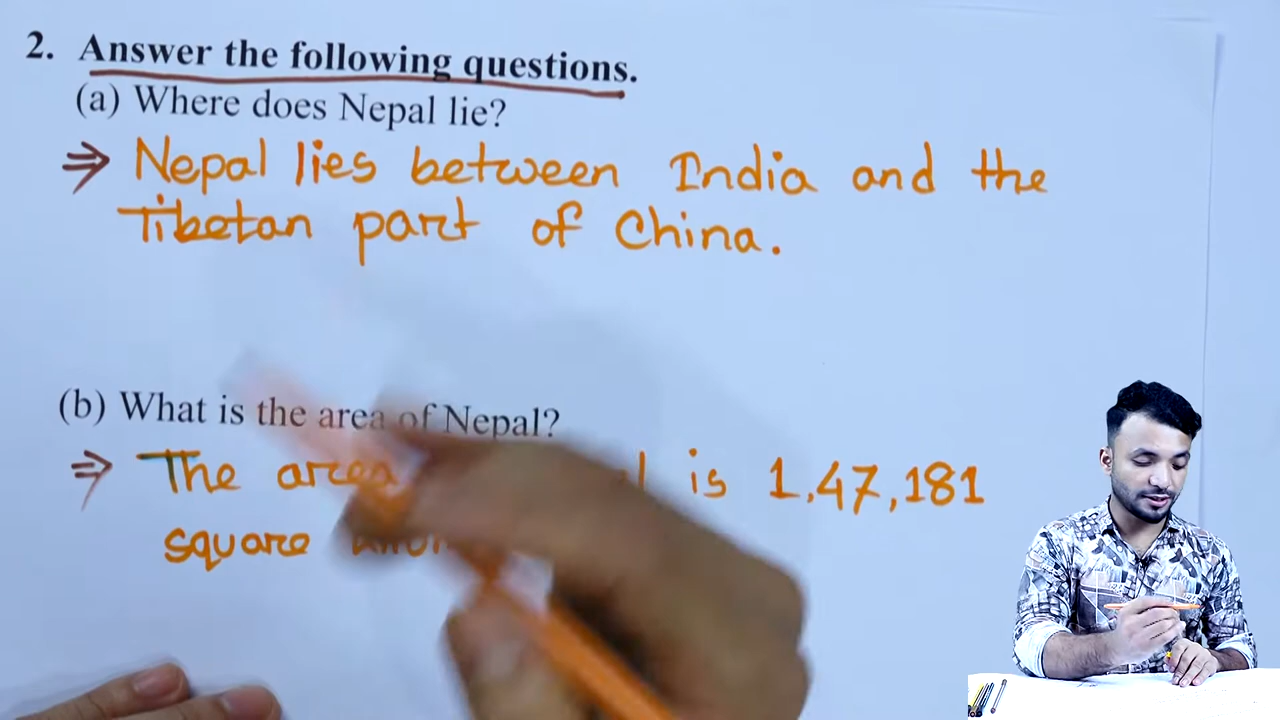 2. Answer the following questions.
(a) Where does Nepal lie?
⇒ Nepal lies between India and the
Tibetan part of China.
(b) What is the area of Nepal?
⇒ The area is 1,47,181
square